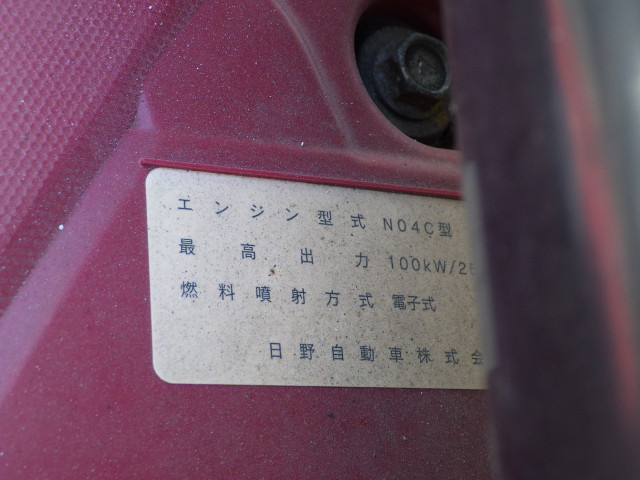 エンジン型式 N04C型
最高出力 100kW/25
燃料噴射方式 電子式
日野自動車株式会